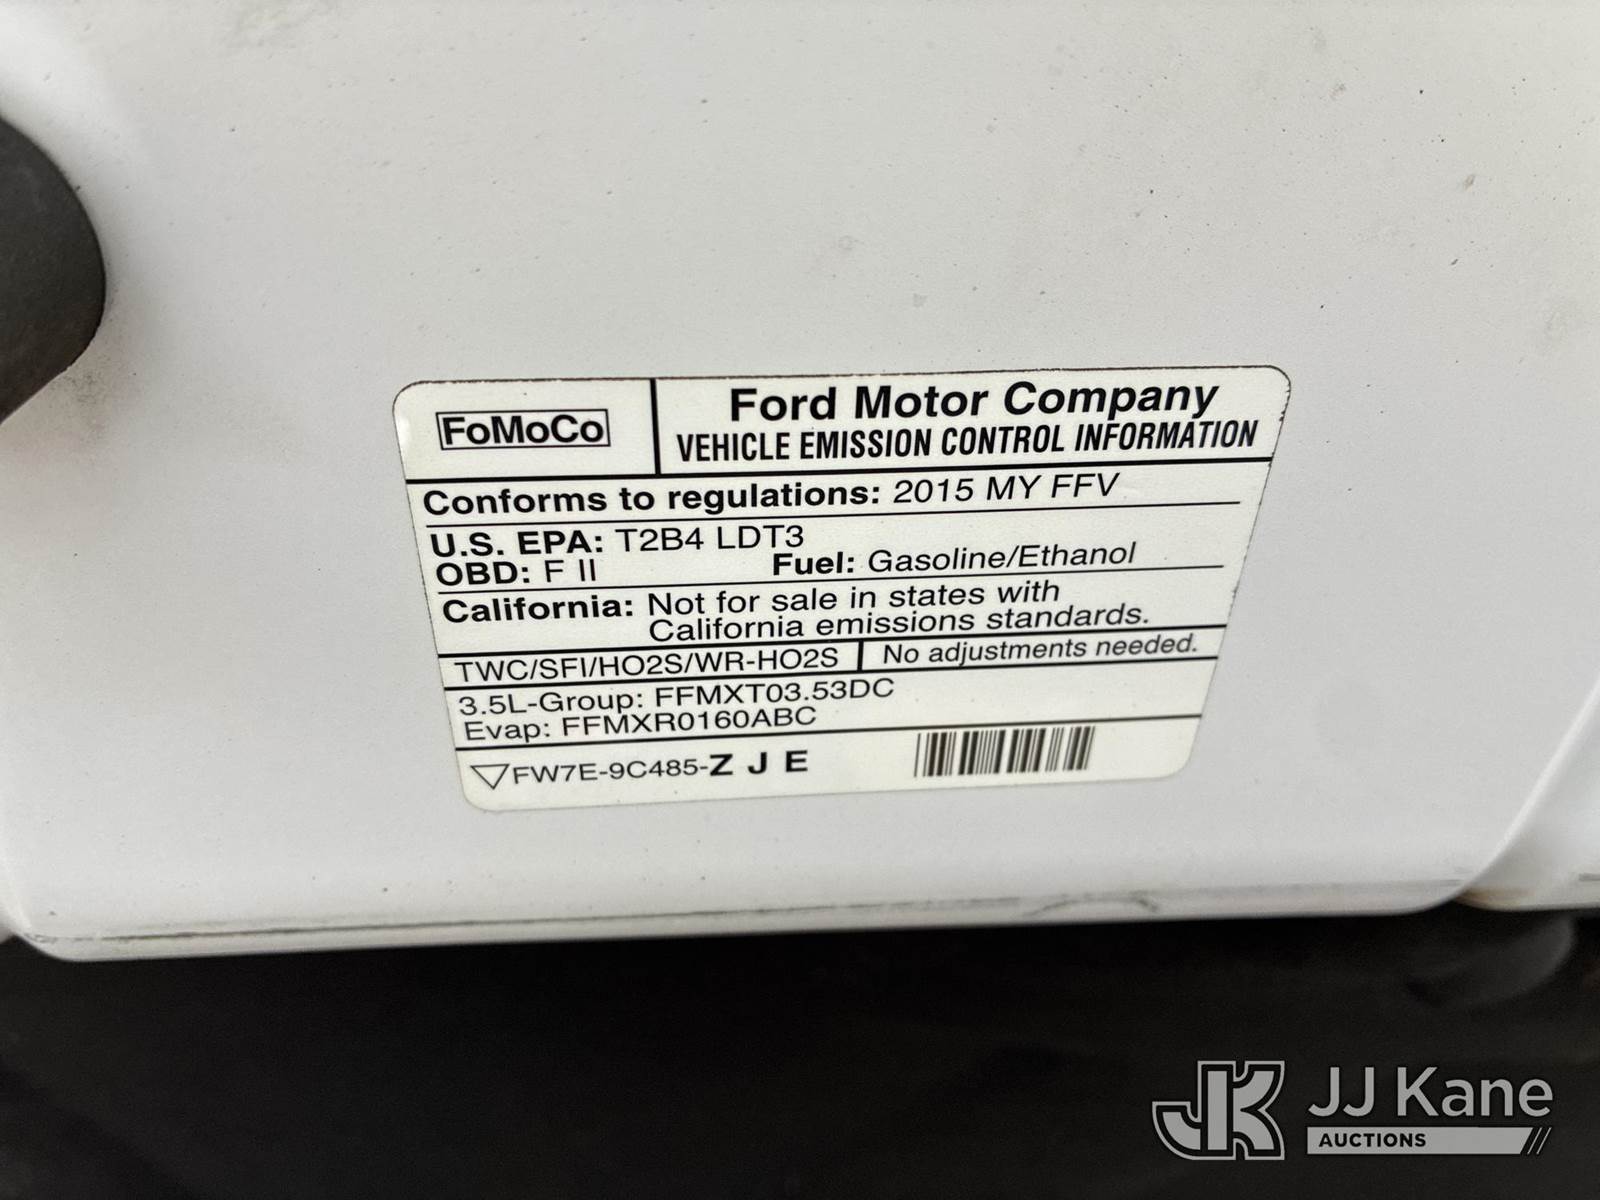 FoMoCo
Ford Motor Company
VEHICLE EMISSION CONTROL INFORMATION
Conforms to regulations: 2015 MY FFV
U.S. EPA: T2B4 LDT3
OBD: F II Fuel: Gasoline/Ethanol
California: Not for sale in states with
California emissions standards.
TWC/SFI/HO2S/WR-HO2S No adjustments needed.
3.5L-Group: FFMXT03.53DC
Evap: FFMXR0160ABC
FW7E-9C485-Z J E
JK JJ Kane
AUCTIONS